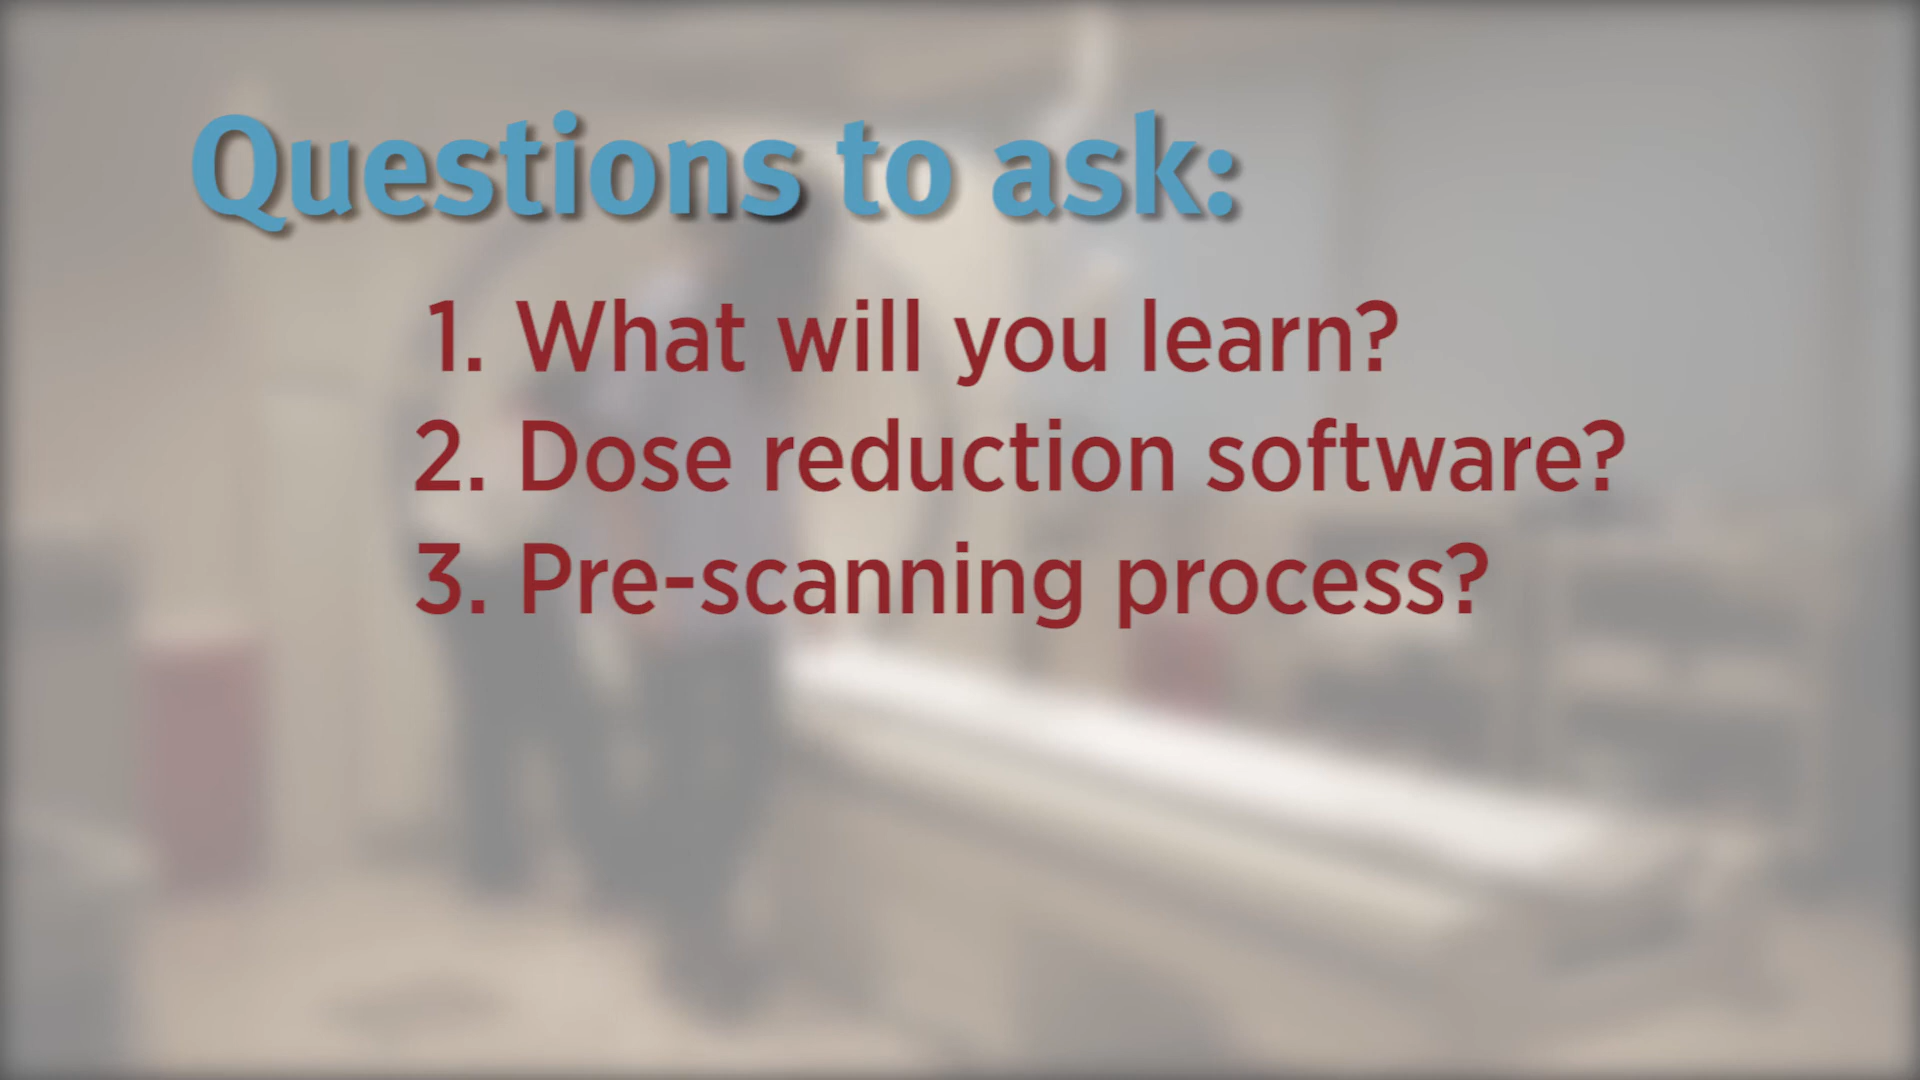 Questions to ask:
1. What will you learn?
2. Dose reduction software?
3. Pre-scanning process?